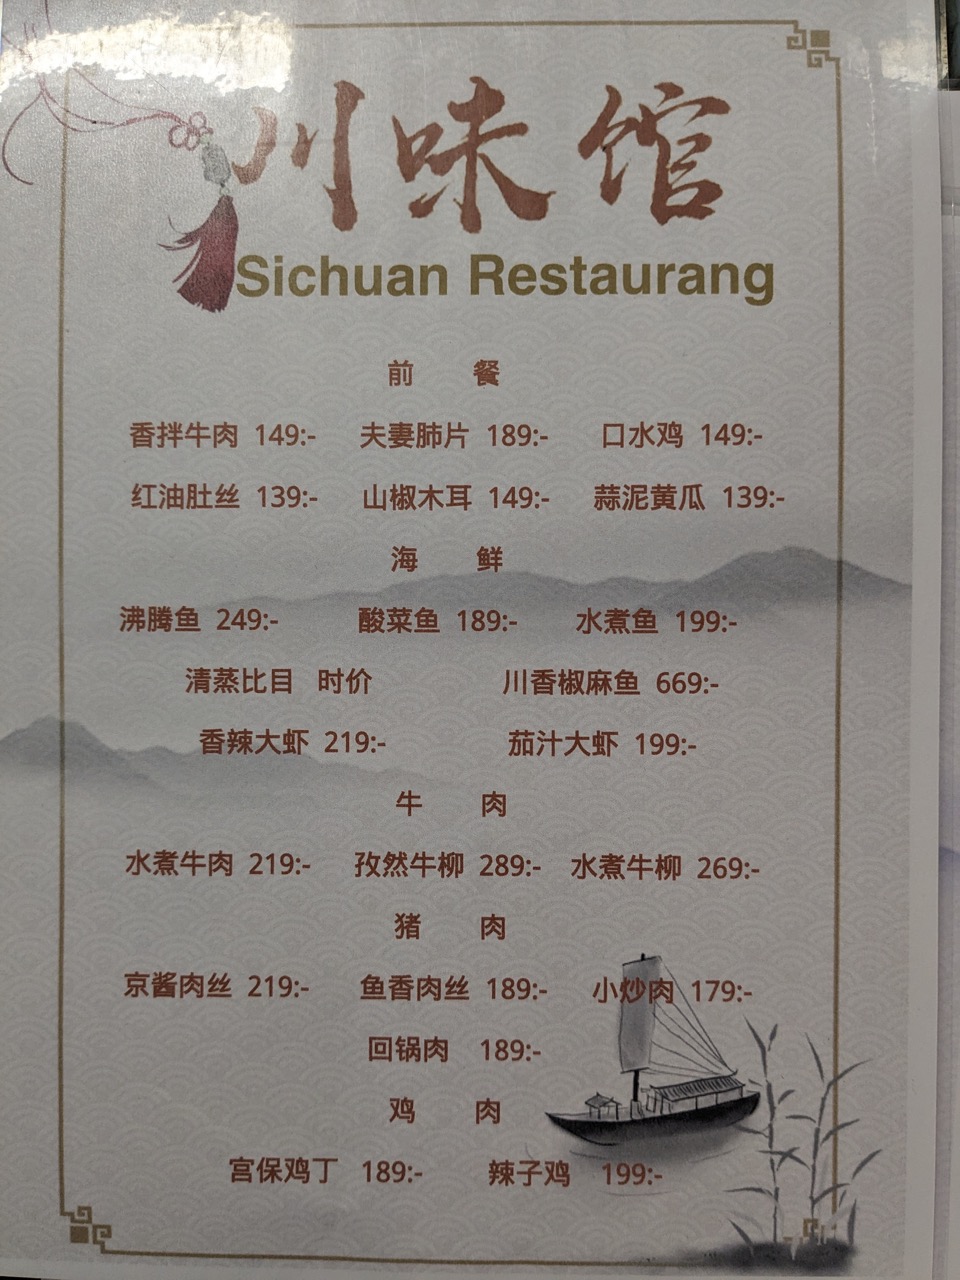 川味馆
Sichuan Restaurang
前 餐
香拌牛肉 149:- 夫妻肺片 189:- 口水鸡 149:-
红油肚丝 139:- 山椒木耳 149:- 蒜泥黄瓜 139:-
海 鲜
沸腾鱼 249:- 酸菜鱼 189:- 水煮鱼 199:-
清蒸比目 时价 川香椒麻鱼 669:-
香辣大虾 219:- 茄汁大虾 199:-
牛 肉
水煮牛肉 219:- 孜然牛柳 289:- 水煮牛柳 269:-
猪 肉
京酱肉丝 219:- 鱼香肉丝 189:- 小炒肉 179:-
回锅肉 189:-
鸡 肉
宫保鸡丁 189:- 辣子鸡 199:-